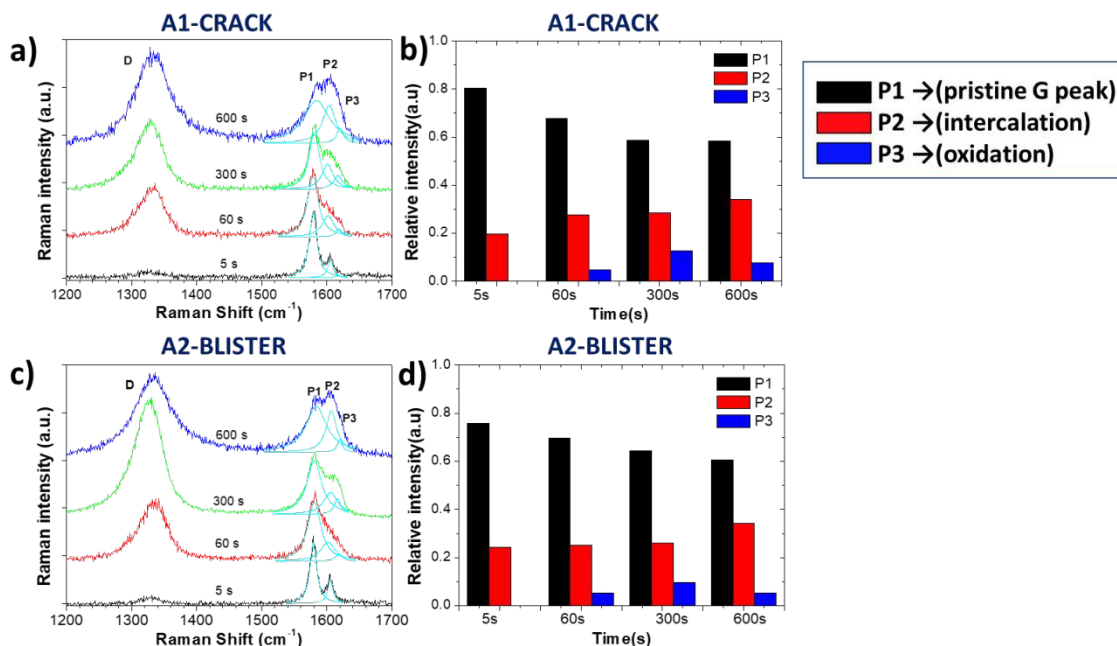 A1-CRACK
a)
D
P1
P2
P3
600 s
300 s
60 s
5 s
Raman intensity (a.u.)
1200 1300 1400 1500 1600 1700
Raman Shift (cm-1)
A1-CRACK
b)
1.0
0.8
0.6
0.4
0.2
0.0
Relative intensity(a.u)
P1
P2
P3
5s 60s 300s 600s
Time(s)
P1 →(pristine G peak)
P2 →(intercalation)
P3 →(oxidation)
A2-BLISTER
c)
D
P1
P2
P3
600 s
300 s
60 s
5 s
Raman intensity (a.u.)
1200 1300 1400 1500 1600 1700
Raman Shift (cm-1)
A2-BLISTER
d)
1.0
0.8
0.6
0.4
0.2
0.0
Relative intensity(a.u)
P1
P2
P3
5s 60s 300s 600s
Time(s)